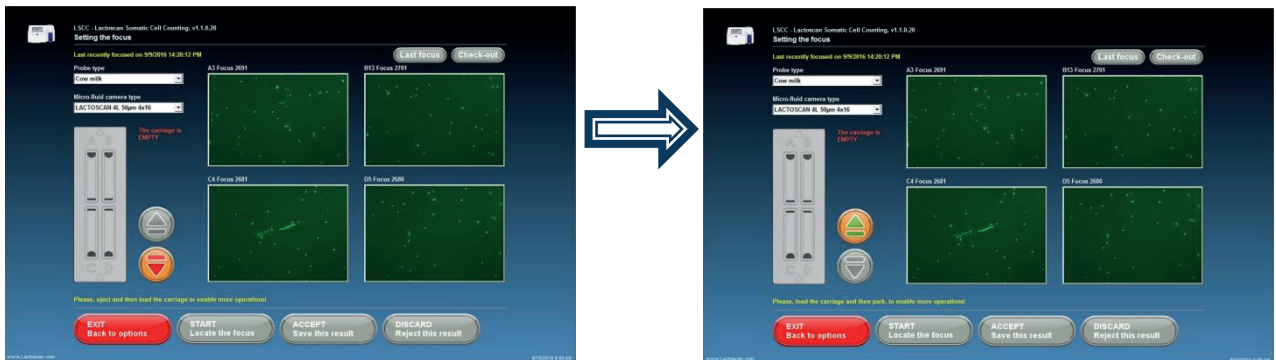 LSCC - Lactoscan Somatic Cell Counting, v1.1.0.20
Setting the focus
Last recently focused on 9/9/2016 14:20:12 PM
Last focus
Check-out
Probe type
A3 Focus 2691
B13 Focus 2701
Cow milk
Micro-fluid camera type
LACTOSCAN 4L 50µm 4x16
The carriage is
EMPTY
A B
C4 Focus 2681
D5 Focus 2680
C D
Please, eject and then load the carriage to enable more operations!
EXIT
Back to options
START
Locate the focus
ACCEPT
Save this result
DISCARD
Reject this result
www.Lactoscan.com
LSCC - Lactoscan Somatic Cell Counting, v1.1.0.20
Setting the focus
Last recently focused on 9/9/2016 14:20:12 PM
Last focus
Check-out
Probe type
A3 Focus 2691
B13 Focus 2701
Cow milk
Micro-fluid camera type
LACTOSCAN 4L 50µm 4x16
The carriage is
EMPTY
A B
C4 Focus 2681
D5 Focus 2680
C D
Please, load the carriage and then park, to enable more operations!
EXIT
Back to options
START
Locate the focus
ACCEPT
Save this result
DISCARD
Reject this result
www.Lactoscan.com